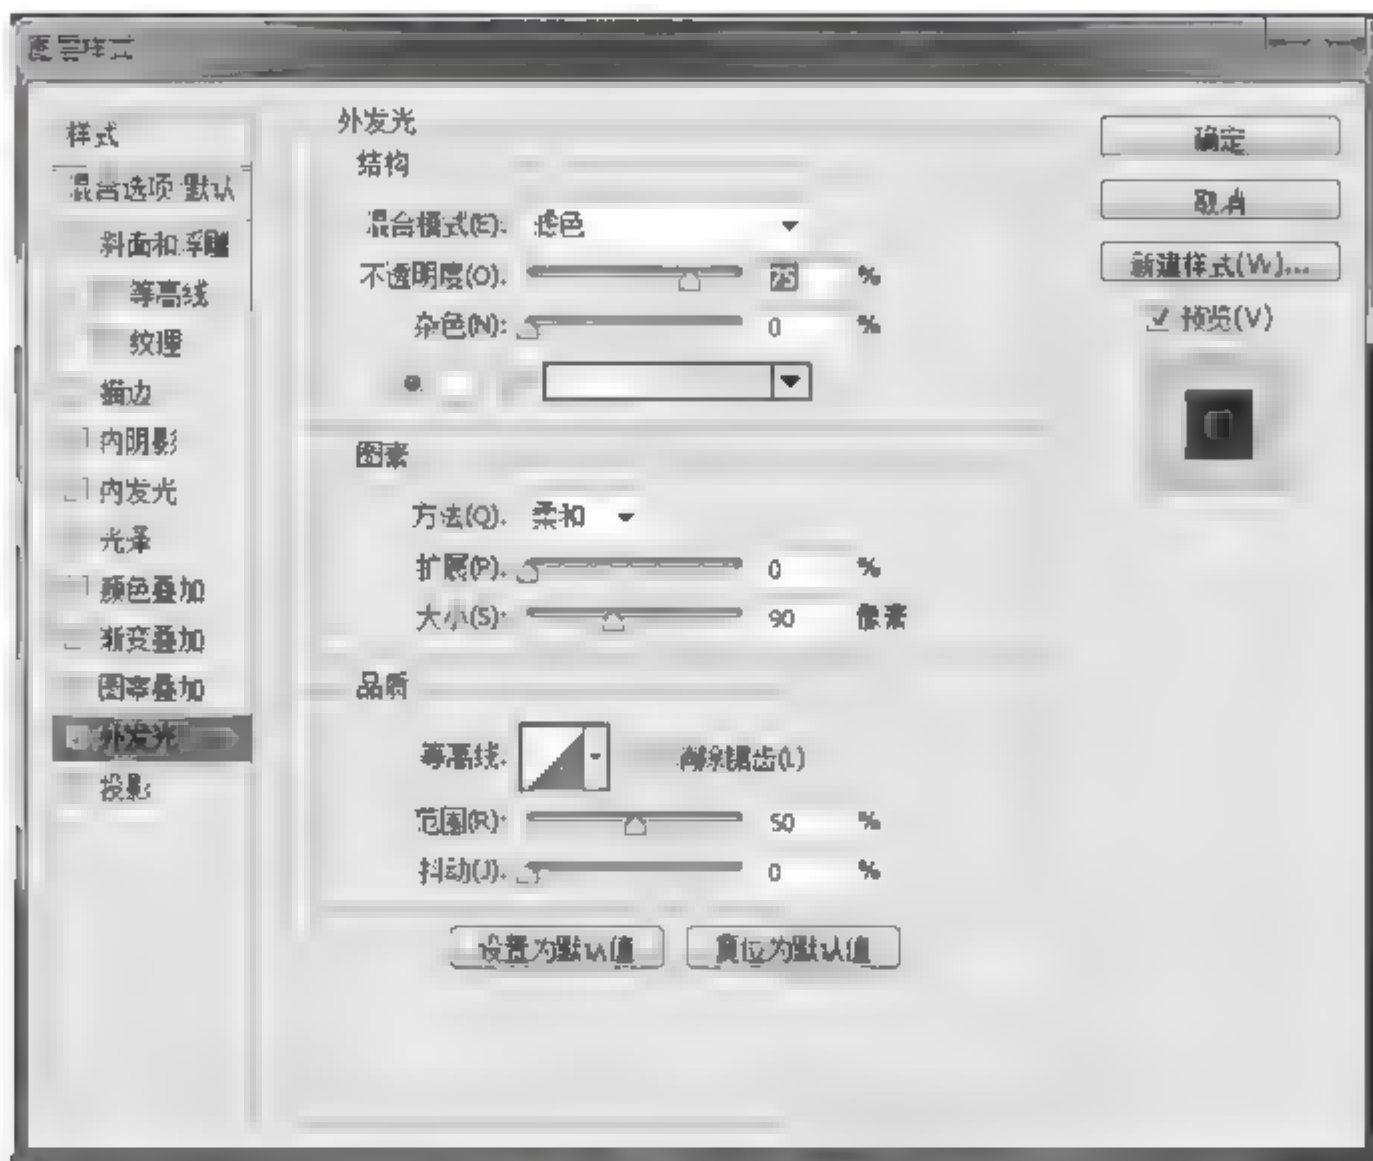 图层样式
样式
混合选项:默认
斜面和浮雕
等高线
纹理
描边
内阴影
内发光
光泽
颜色叠加
渐变叠加
图案叠加
外发光
投影
外发光
结构
混合模式(E): 滤色
不透明度(O): 75 %
杂色(N): 0 %
图素
方法(Q): 柔和
扩展(P): 0 %
大小(S): 90 像素
品质
等高线: 消除锯齿(L)
范围(R): 50 %
抖动(J): 0 %
设置为默认值 复位为默认值
确定
取消
新建样式(W)...
预览(V)